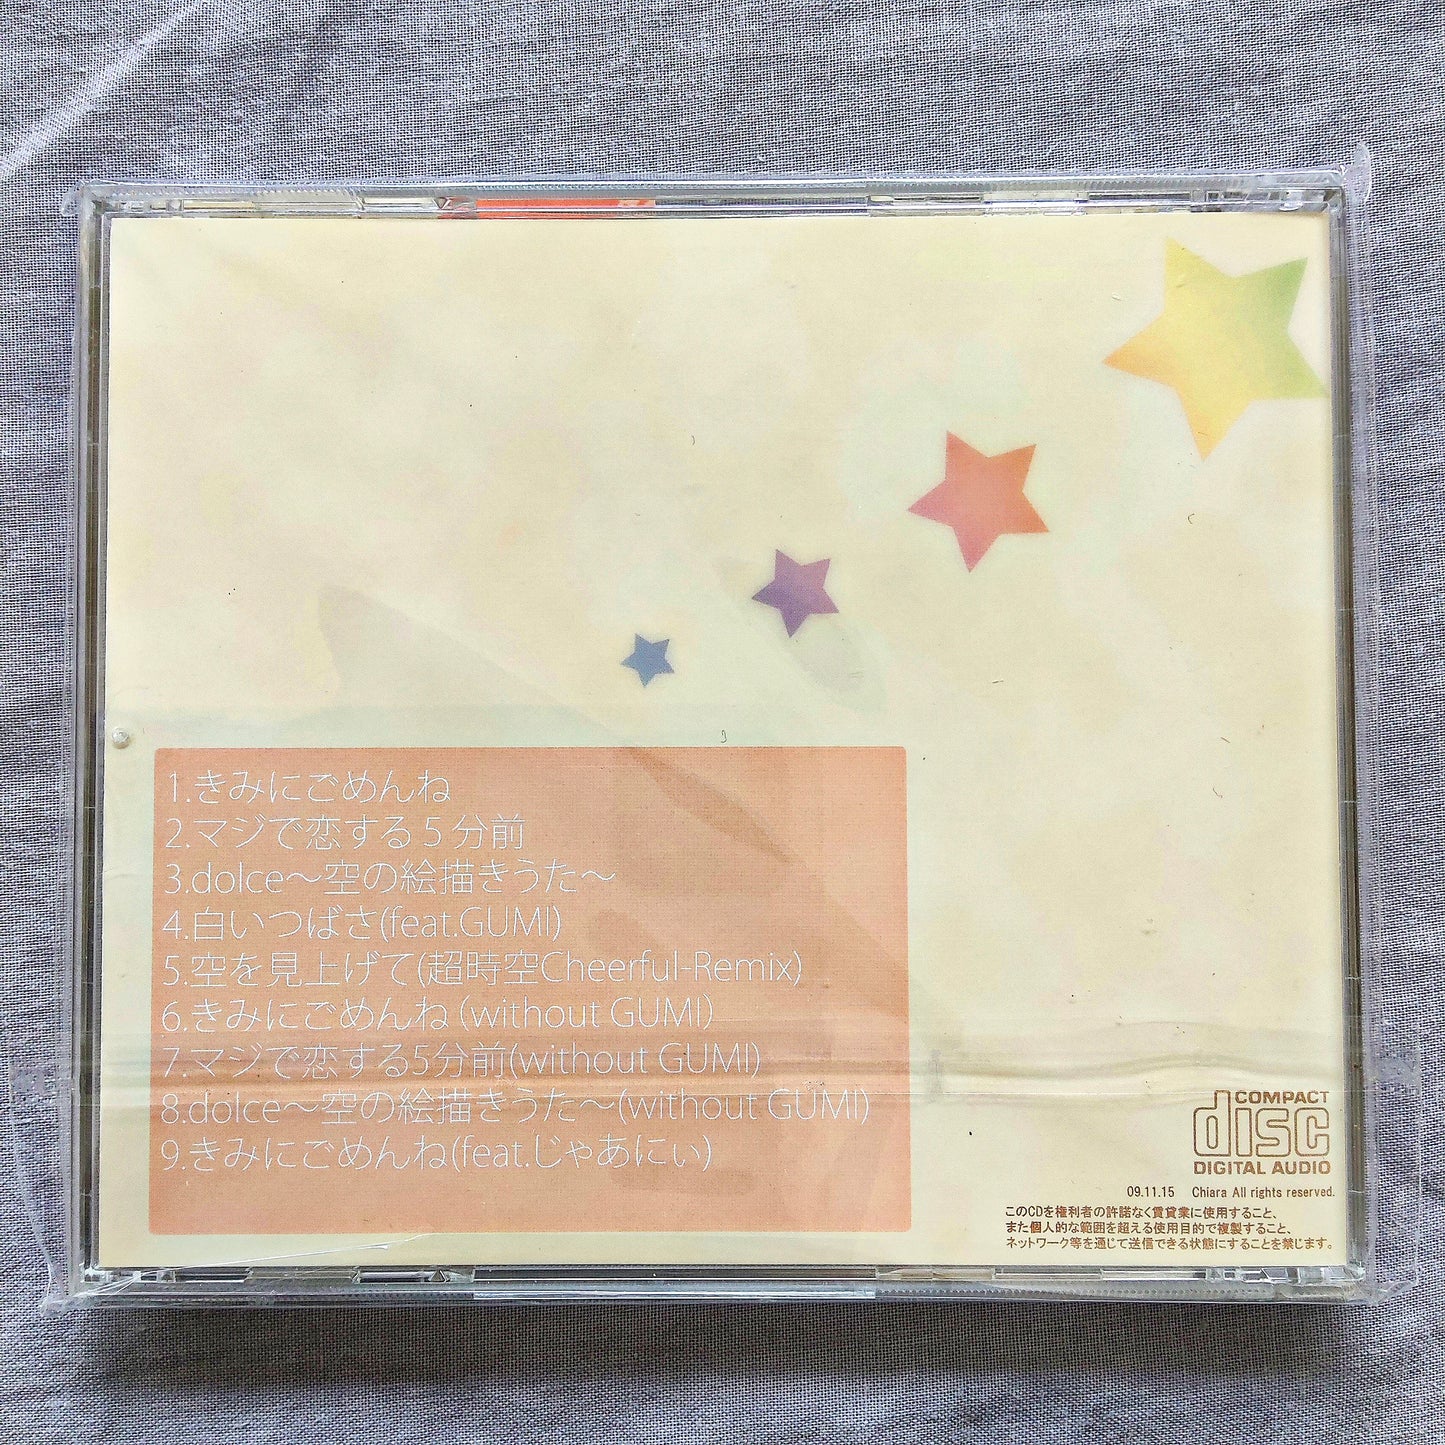 1.きみにごめんね
2.マジで恋する５分前
3.dolce～空の絵描きうた～
4.白いつばさ(feat.GUMI)
5.空を見上げて(超時空Cheerful-Remix)
6.きみにごめんね(without GUMI)
7.マジで恋する5分前(without GUMI)
8.dolce～空の絵描きうた～(without GUMI)
9.きみにごめんね(feat.じゃあにぃ)
COMPACT
disc
DIGITAL AUDIO
09.11.15 Chiara All rights reserved.
このCDを権利者の許諾なく賃貸業に使用すること、
また個人的な範囲を超える使用目的で複製すること、
ネットワーク等を通じて送信できる状態にすることを禁じます。